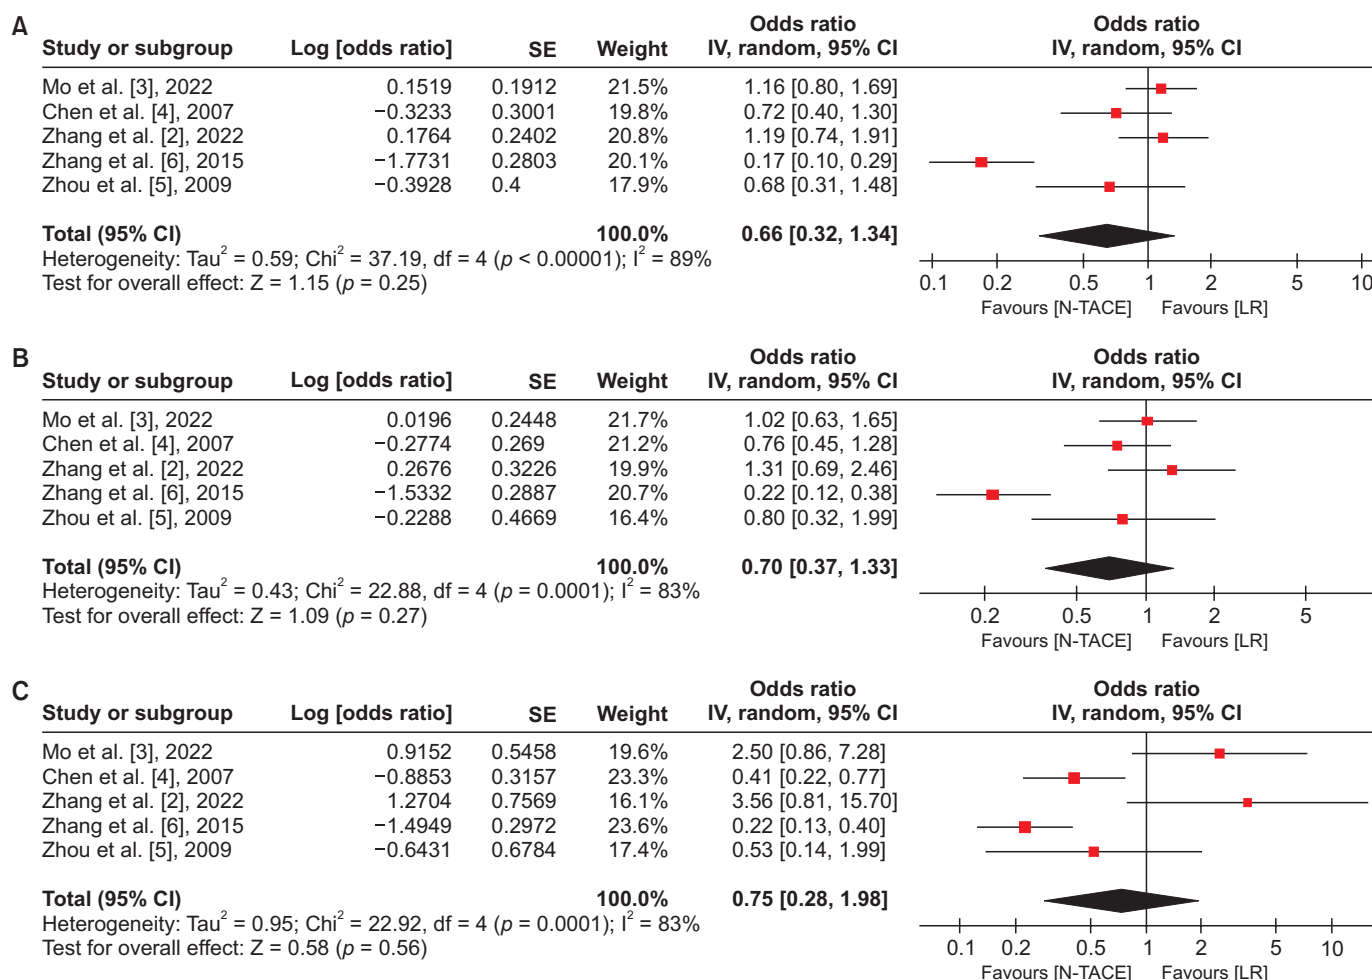 A
Odds ratio Odds ratio
Study or subgroup Log [odds ratio] SE Weight IV, random, 95% CI IV, random, 95% CI
Mo et al. [3], 2022 0.1519 0.1912 21.5% 1.16 [0.80, 1.69]
Chen et al. [4], 2007 −0.3233 0.3001 19.8% 0.72 [0.40, 1.30]
Zhang et al. [2], 2022 0.1764 0.2402 20.8% 1.19 [0.74, 1.91]
Zhang et al. [6], 2015 −1.7731 0.2803 20.1% 0.17 [0.10, 0.29]
Zhou et al. [5], 2009 −0.3928 0.4 17.9% 0.68 [0.31, 1.48]
Total (95% CI) 100.0% 0.66 [0.32, 1.34]
Heterogeneity: Tau² = 0.59; Chi² = 37.19, df = 4 (p < 0.00001); I² = 89%
Test for overall effect: Z = 1.15 (p = 0.25)
0.1 0.2 0.5 1 2 5 10
Favours [N-TACE] Favours [LR]
B
Odds ratio Odds ratio
Study or subgroup Log [odds ratio] SE Weight IV, random, 95% CI IV, random, 95% CI
Mo et al. [3], 2022 0.0196 0.2448 21.7% 1.02 [0.63, 1.65]
Chen et al. [4], 2007 −0.2774 0.269 21.2% 0.76 [0.45, 1.28]
Zhang et al. [2], 2022 0.2676 0.3226 19.9% 1.31 [0.69, 2.46]
Zhang et al. [6], 2015 −1.5332 0.2887 20.7% 0.22 [0.12, 0.38]
Zhou et al. [5], 2009 −0.2288 0.4669 16.4% 0.80 [0.32, 1.99]
Total (95% CI) 100.0% 0.70 [0.37, 1.33]
Heterogeneity: Tau² = 0.43; Chi² = 22.88, df = 4 (p = 0.0001); I² = 83%
Test for overall effect: Z = 1.09 (p = 0.27)
0.2 0.5 1 2 5
Favours [N-TACE] Favours [LR]
C
Odds ratio Odds ratio
Study or subgroup Log [odds ratio] SE Weight IV, random, 95% CI IV, random, 95% CI
Mo et al. [3], 2022 0.9152 0.5458 19.6% 2.50 [0.86, 7.28]
Chen et al. [4], 2007 −0.8853 0.3157 23.3% 0.41 [0.22, 0.77]
Zhang et al. [2], 2022 1.2704 0.7569 16.1% 3.56 [0.81, 15.70]
Zhang et al. [6], 2015 −1.4949 0.2972 23.6% 0.22 [0.13, 0.40]
Zhou et al. [5], 2009 −0.6431 0.6784 17.4% 0.53 [0.14, 1.99]
Total (95% CI) 100.0% 0.75 [0.28, 1.98]
Heterogeneity: Tau² = 0.95; Chi² = 22.92, df = 4 (p = 0.0001); I² = 83%
Test for overall effect: Z = 0.58 (p = 0.56)
0.1 0.2 0.5 1 2 5 10
Favours [N-TACE] Favours [LR]